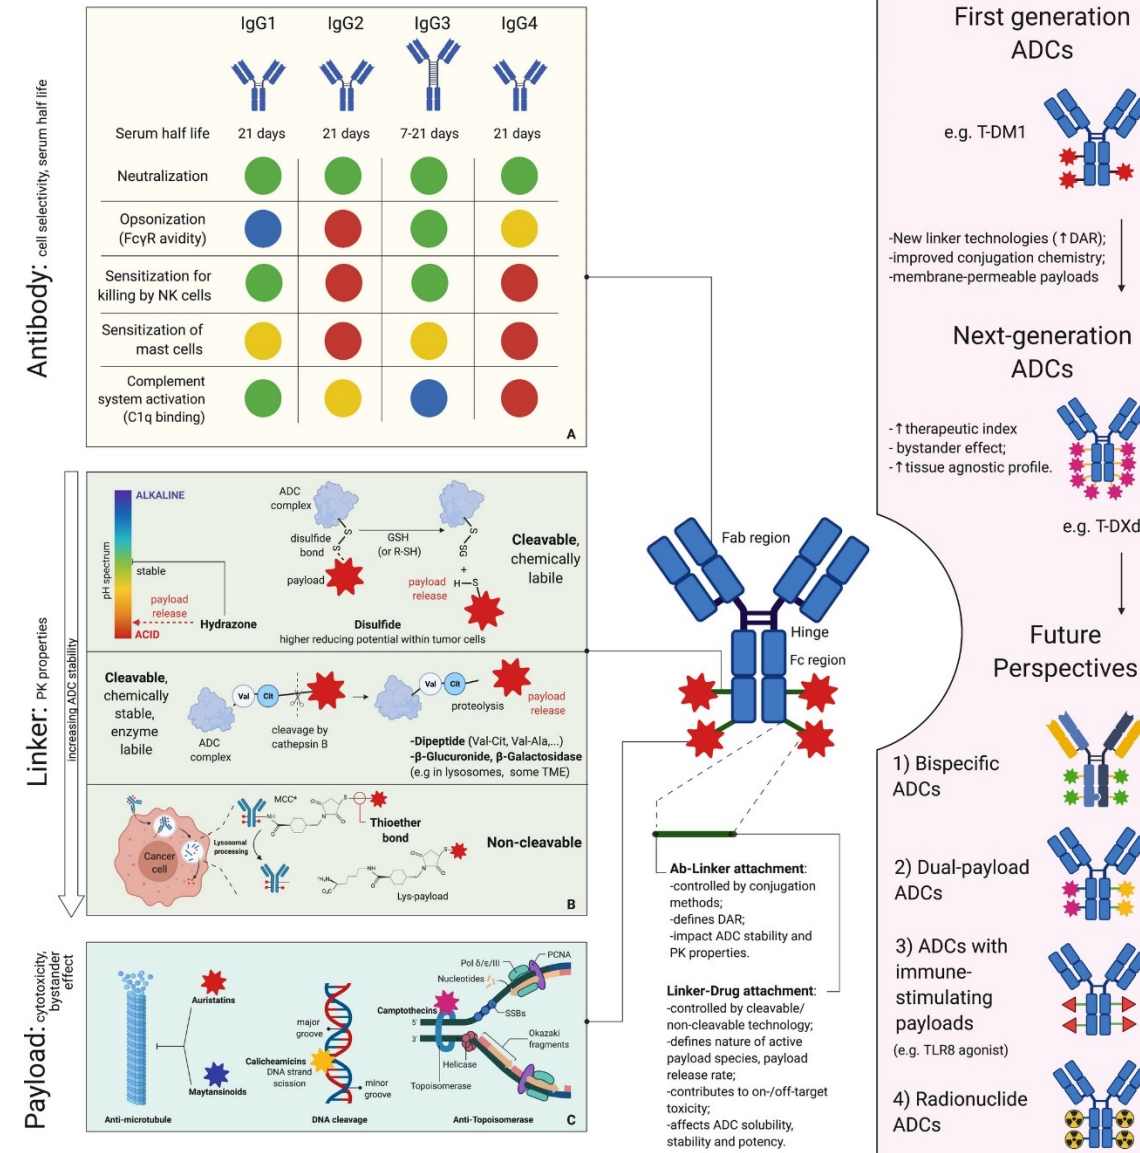 Antibody: cell selectivity, serum half life
IgG1
IgG2
IgG3
IgG4
Serum half life
21 days
21 days
7-21 days
21 days
Neutralization
Opsonization
(FcγR avidity)
Sensitization for
killing by NK cells
Sensitization of
mast cells
Complement
system activation
(C1q binding)
A
Linker: PK properties
increasing ADC stability
ALKALINE
pH spectrum
stable
payload
release
ACID
Hydrazone
ADC
complex
disulfide
bond
payload
S
S
GSH
(or R-SH)
S
SG
+
H
S
payload
release
Disulfide
higher reducing potential within tumor cells
Cleavable,
chemically
labile
Cleavable,
chemically
stable,
enzyme
labile
Val
Cit
ADC
complex
cleavage by
cathepsin B
Val
Cit
proteolysis
payload
release
-Dipeptide (Val-Cit, Val-Ala,...)
-β-Glucuronide, β-Galactosidase
(e.g in lysosomes, some TME)
Cancer
cell
Lysosomal
processing
MCC*
Thioether
bond
Lys-payload
Non-cleavable
B
Payload: cytotoxicity,
bystander
effect
Auristatins
Maytansinoids
Anti-microtubule
major
groove
Calicheamicins
DNA strand
scission
minor
groove
DNA cleavage
Camptothecins
Pol δ/ε/III
PCNA
Nucleotides
SSBs
5'
3'
Okazaki
fragments
Helicase
Topoisomerase
Anti-Topoisomerase
C
Fab region
Hinge
Fc region
Ab-Linker attachment:
-controlled by conjugation
methods;
-defines DAR;
-impact ADC stability and
PK properties.
Linker-Drug attachment:
-controlled by cleavable/
non-cleavable technology;
-defines nature of active
payload species, payload
release rate;
-contributes to on-/off-target
toxicity;
-affects ADC solubility,
stability and potency.
First generation
ADCs
e.g. T-DM1
-New linker technologies (↑DAR);
-improved conjugation chemistry;
-membrane-permeable payloads
Next-generation
ADCs
-↑therapeutic index
- bystander effect;
-↑tissue agnostic profile.
e.g. T-DXd
Future
Perspectives
1) Bispecific
ADCs
2) Dual-payload
ADCs
3) ADCs with
immune-
stimulating
payloads
(e.g. TLR8 agonist)
4) Radionuclide
ADCs